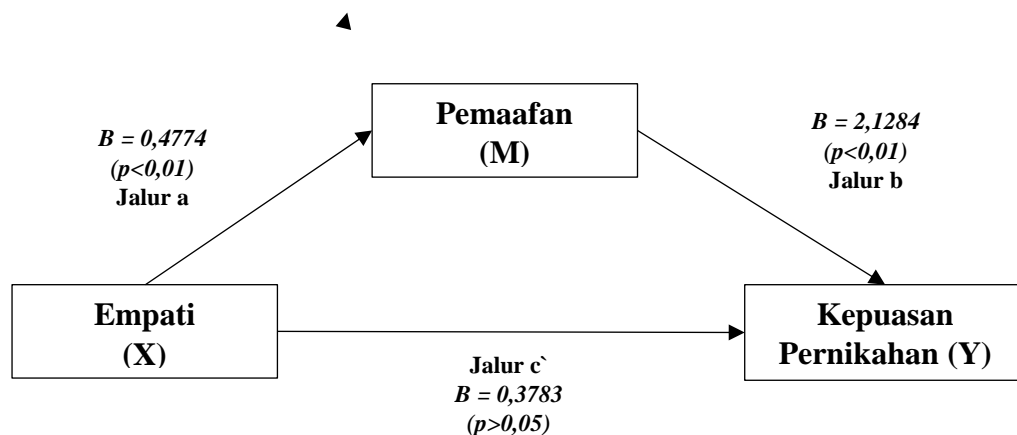 Pemaafan
(M)
B = 0,4774
(p<0,01)
Jalur a
B = 2,1284
(p<0,01)
Jalur b
Empati
(X)
Kepuasan
Pernikahan (Y)
Jalur c`
B = 0,3783
(p>0,05)